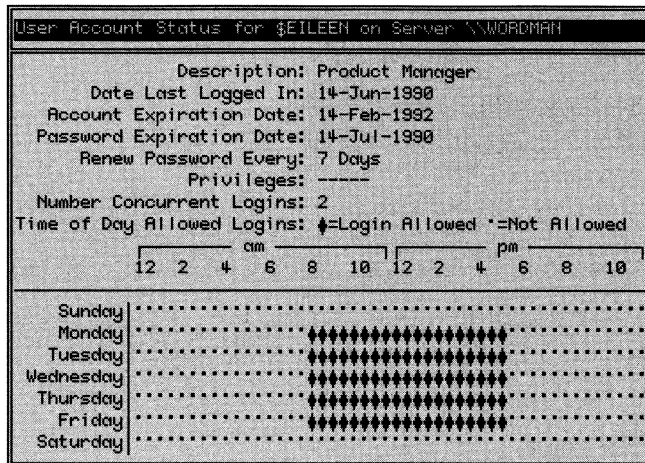 User Account Status for $EILEEN on Server \\WORDMAN
Description: Product Manager
Date Last Logged In: 14-Jun-1990
Account Expiration Date: 14-Feb-1992
Password Expiration Date: 14-Jul-1990
Renew Password Every: 7 Days
Privileges: -----
Number Concurrent Logins: 2
Time of Day Allowed Logins: ♦=Login Allowed ·=Not Allowed
am pm
12 2 4 6 8 10 12 2 4 6 8 10
Sunday
Monday
Tuesday
Wednesday
Thursday
Friday
Saturday